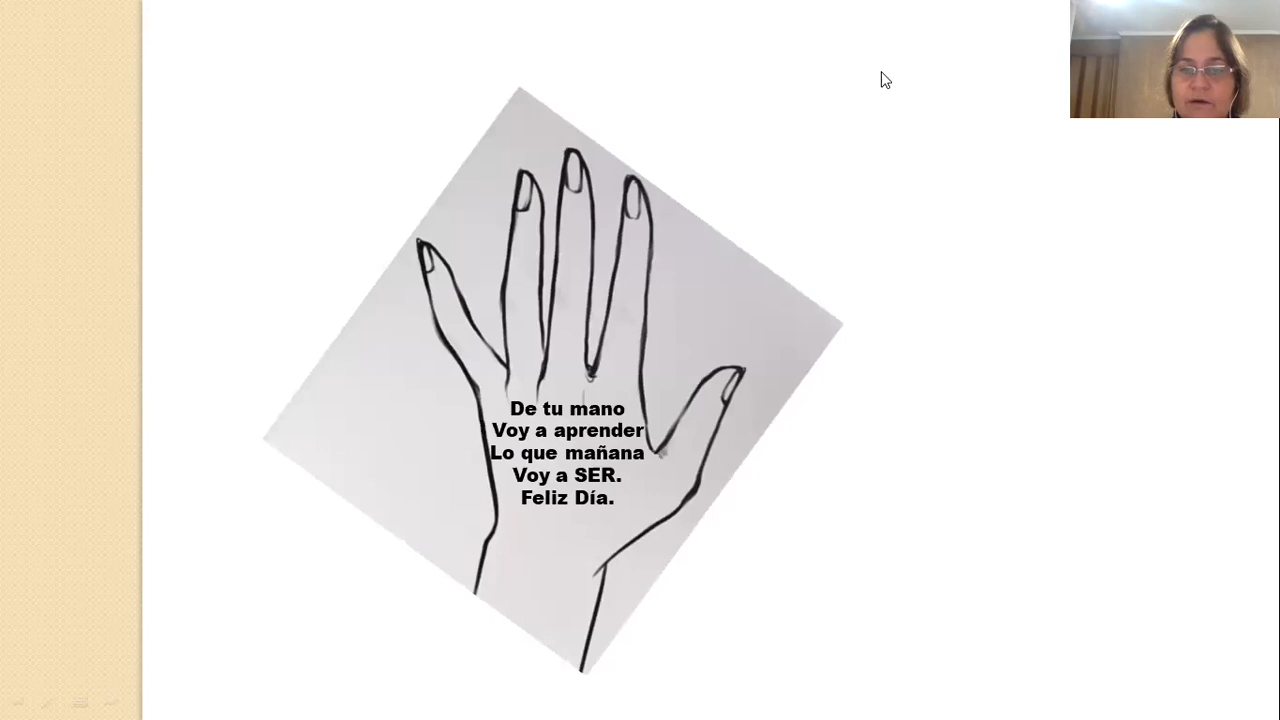 De tu mano
Voy a aprender
Lo que mañana
Voy a SER.
Feliz Día.